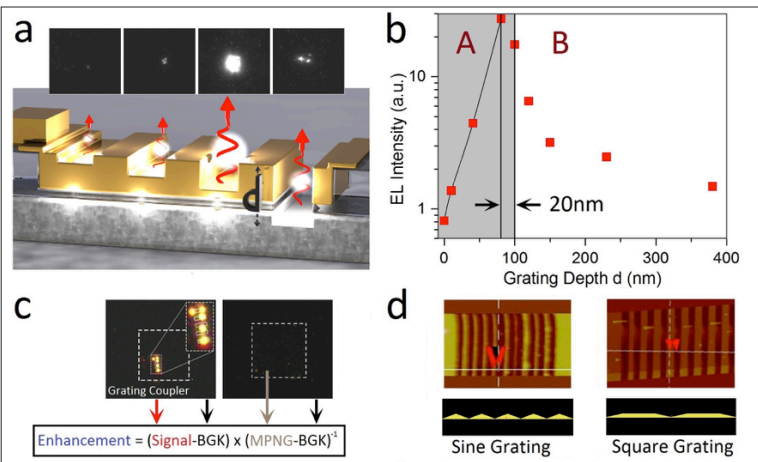 a
d
b
A
B
EL Intensity (a.u.)
10
1
20nm
0
100
200
300
400
Grating Depth d (nm)
c
Grating Coupler
Enhancement = (Signal-BGK) x (MPNG-BGK)⁻¹
d
Sine Grating
Square Grating